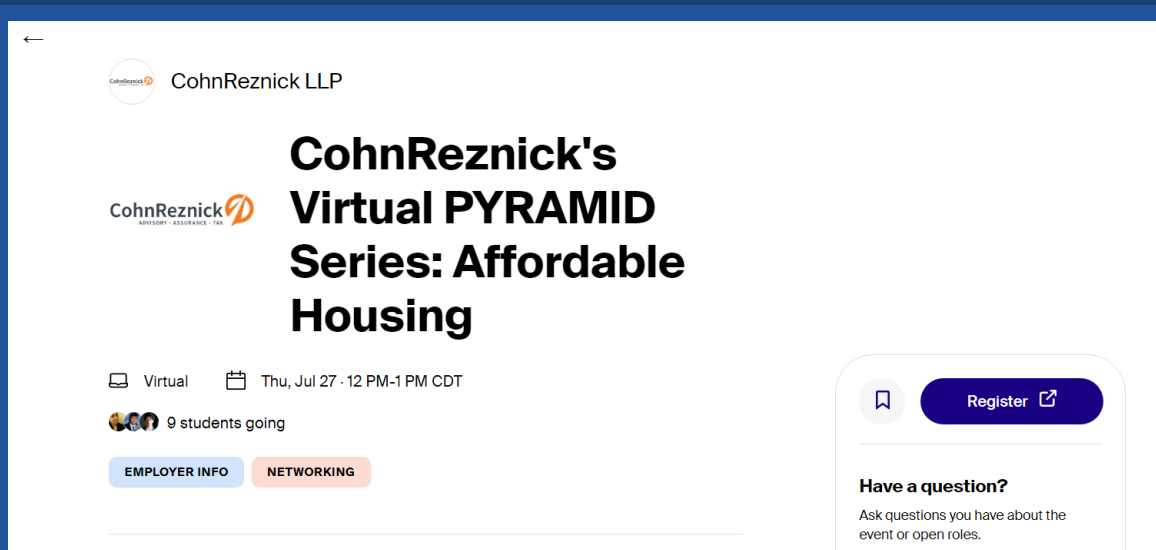 ←
CohnReznick LLP
CohnReznick
ADVISORY · ASSURANCE · TAX
CohnReznick's
Virtual PYRAMID
Series: Affordable
Housing
Virtual Thu, Jul 27 · 12 PM-1 PM CDT
9 students going
EMPLOYER INFO NETWORKING
Register
Have a question?
Ask questions you have about the
event or open roles.